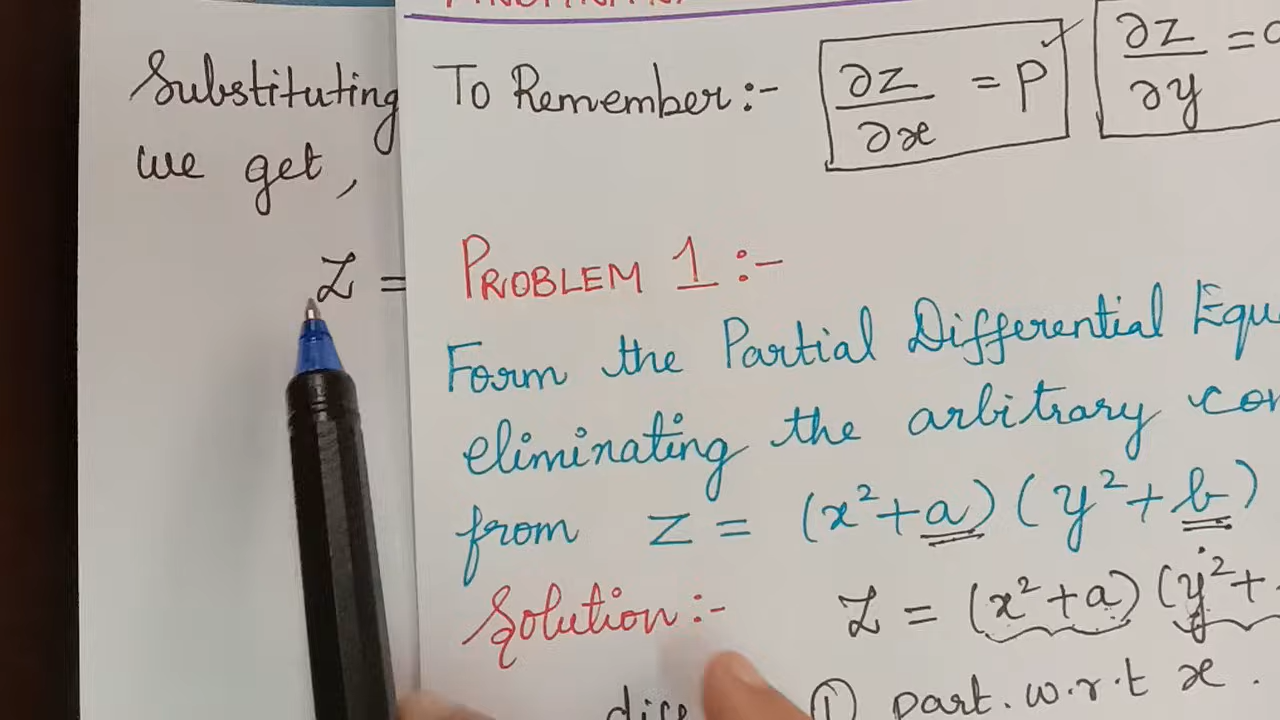 Substituting
we get,
Z =
To Remember:-
∂z/∂x = P
∂z/∂y =
PROBLEM 1 :-
Form the Partial Differential
eliminating the arbitrary
from z = (x²+a)(y²+b)
Solution:-
Z = (x²+a)(y²+
① part. w.r.t x.